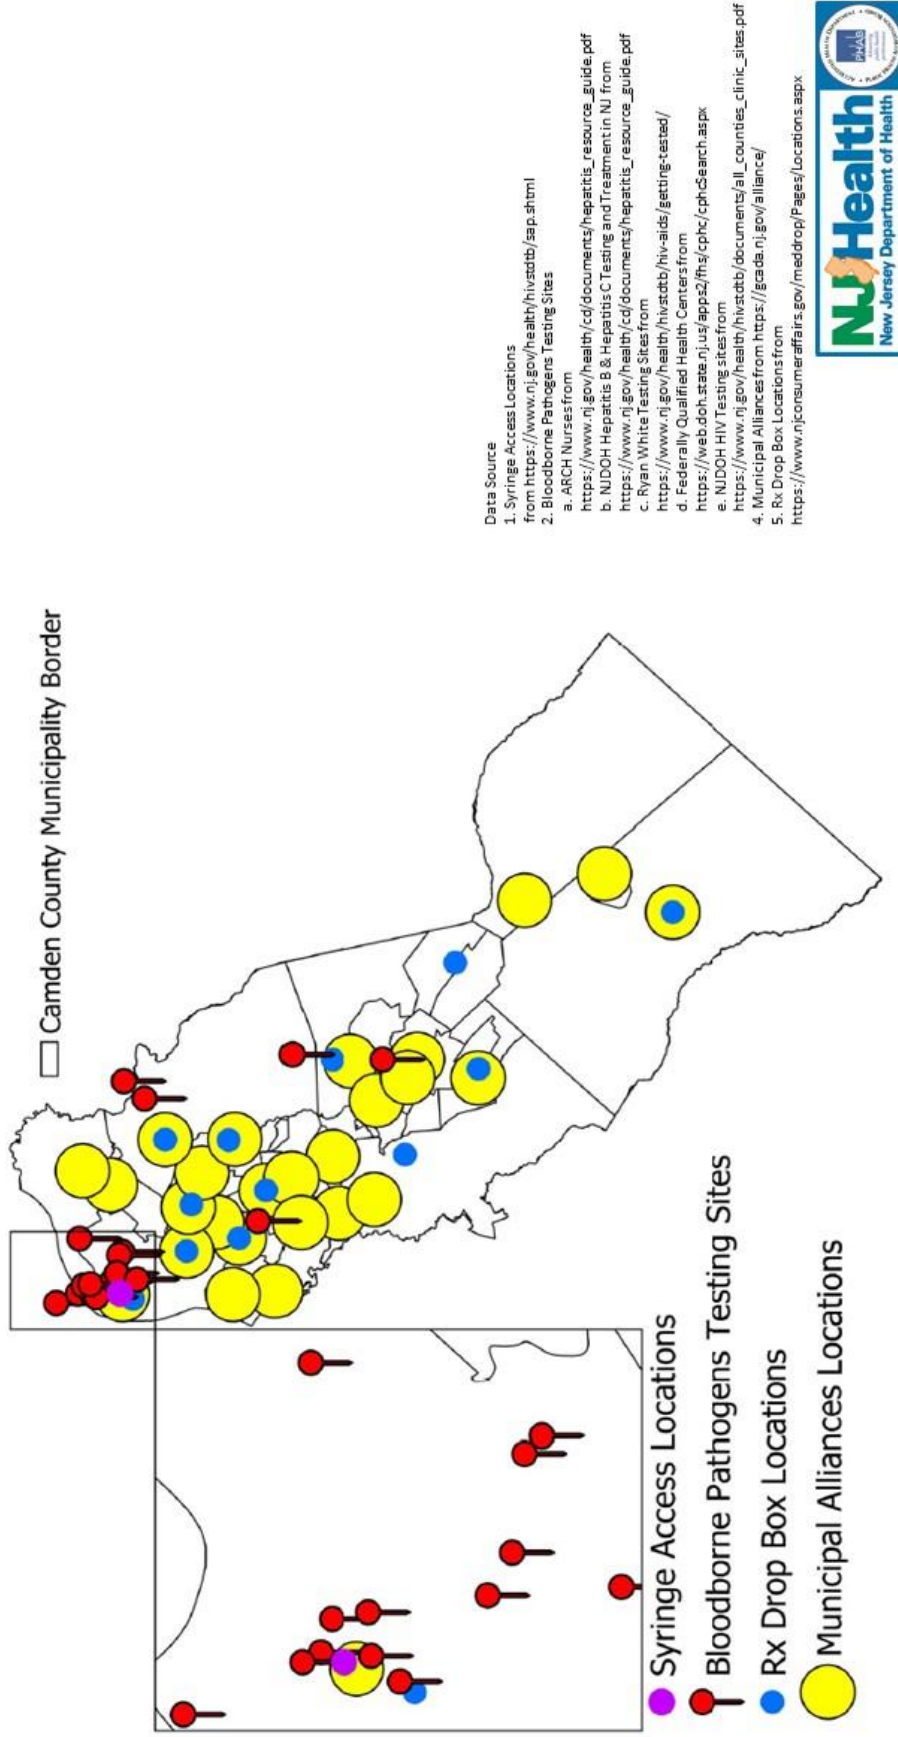 Camden County Municipality Border
Syringe Access Locations
Bloodborne Pathogens Testing Sites
Rx Drop Box Locations
Municipal Alliances Locations
Data Source
1. Syringe Access Locations
from https://www.nj.gov/health/hivstdtb/sap.shtml
2. Bloodborne Pathogens Testing Sites
a. ARCH Nurses from
https://www.nj.gov/health/cd/documents/hepatitis_resource_guide.pdf
b. NJDOH Hepatitis B & Hepatitis C Testing and Treatment in NJ from
https://www.nj.gov/health/cd/documents/hepatitis_resource_guide.pdf
c. Ryan White Testing Sites from
https://www.nj.gov/health/hivstdtb/hiv-aids/getting-tested/
d. Federally Qualified Health Centers from
https://web.doh.state.nj.us/apps2/fhs/cphc/cphcSearch.aspx
e. NJDOH HIV Testing sites from
https://www.nj.gov/health/hivstdtb/documents/all_counties_clinic_sites.pdf
4. Municipal Alliances from https://gcada.nj.gov/alliance/
5. Rx Drop Box Locations from
https://www.njconsumeraffairs.gov/meddrop/Pages/Locations.aspx
NJ Health
New Jersey Department of Health
PHAB